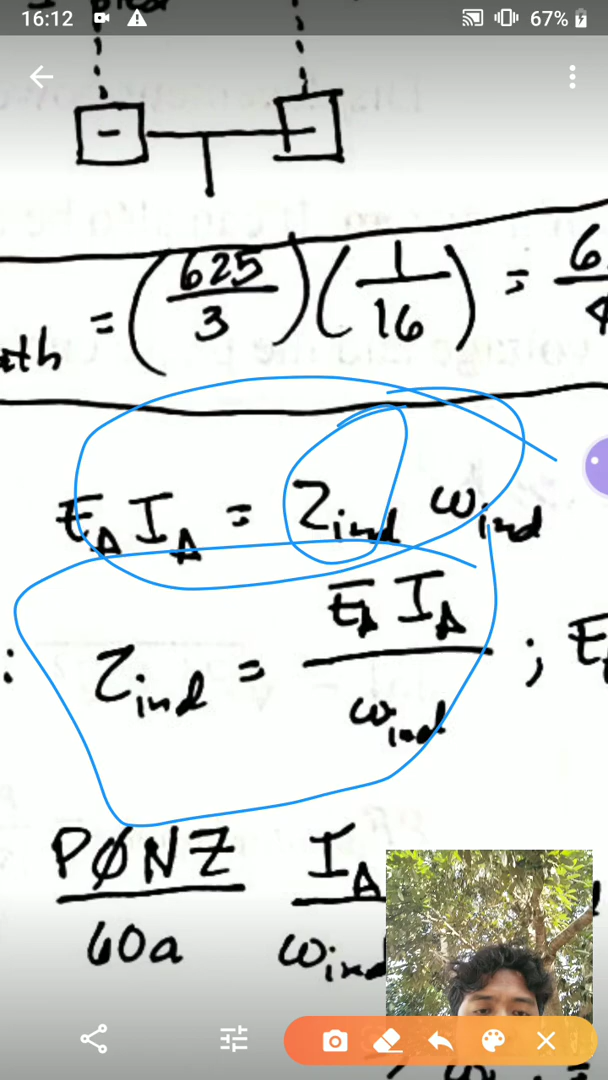 16:12 67%
= (625/3)(1/16) =
E_A I_A = τ_ind ω_ind
: τ_ind = E_A I_A / ω_ind ;
PØNZ/60a I_A/ω_ind